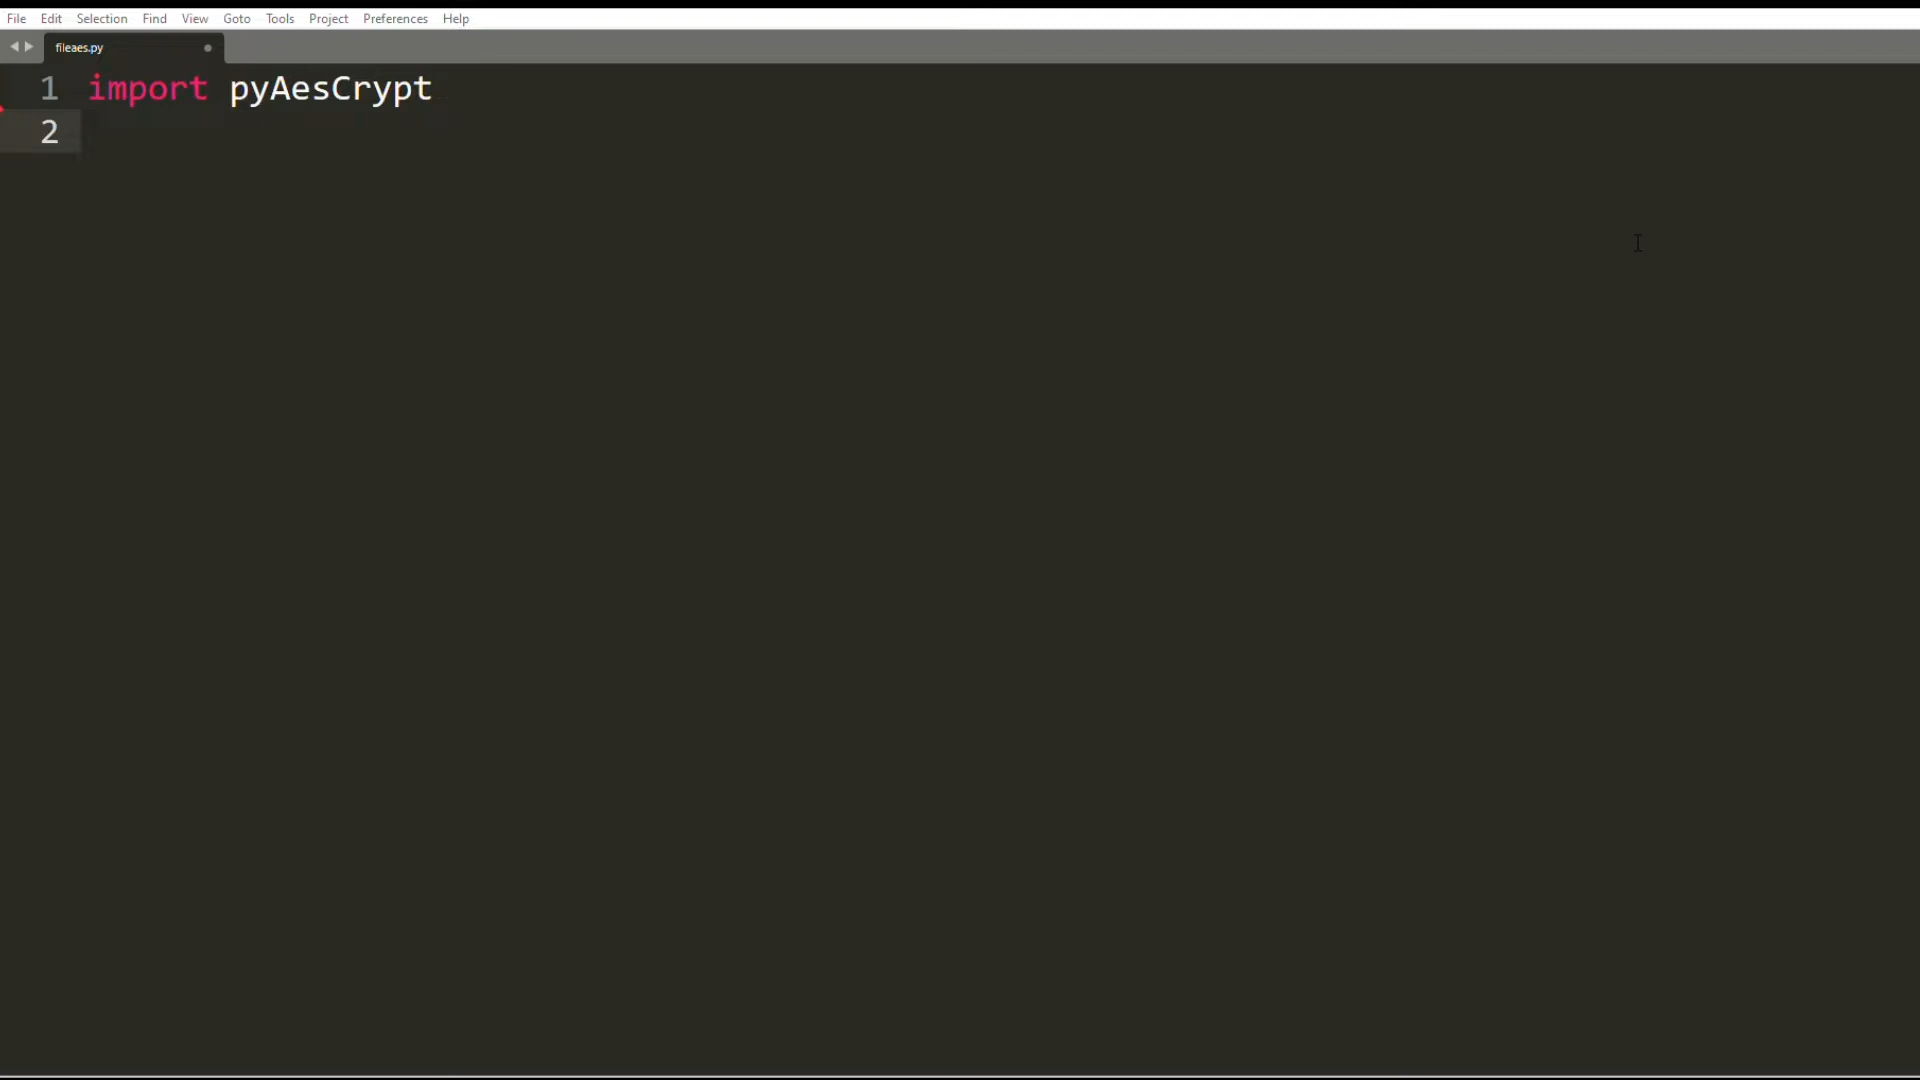 File Edit Selection Find View Goto Tools Project Preferences Help
fileaes.py
1 import pyAesCrypt
2